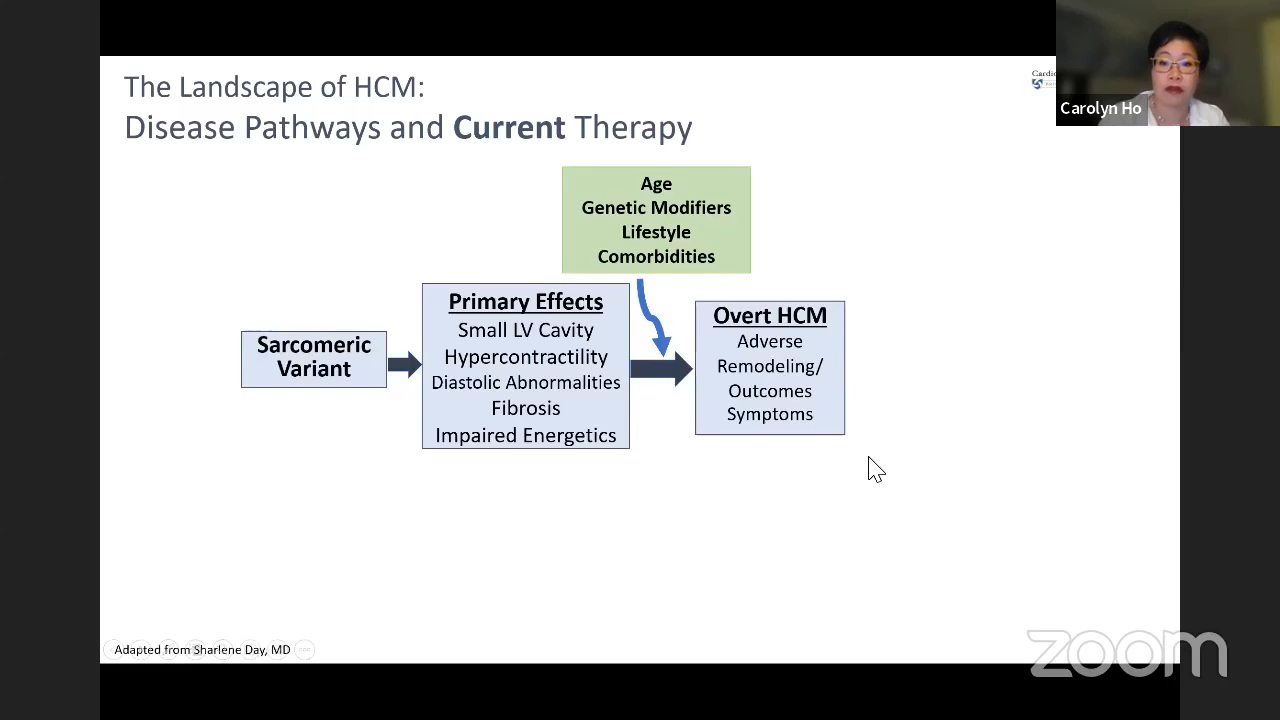 The Landscape of HCM:
Disease Pathways and Current Therapy
Carolyn Ho
Age
Genetic Modifiers
Lifestyle
Comorbidities
Sarcomeric
Variant
Primary Effects
Small LV Cavity
Hypercontractility
Diastolic Abnormalities
Fibrosis
Impaired Energetics
Overt HCM
Adverse
Remodeling/
Outcomes
Symptoms
Adapted from Sharlene Day, MD
zoom